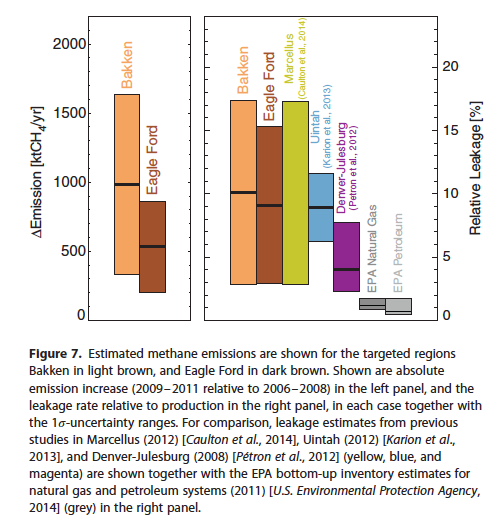 ΔEmission [ktCH₄/yr]
2000
1500
1000
500
0
Bakken
Eagle Ford
Bakken
Eagle Ford
Marcellus
(Caulton et al., 2014)
Uintah
(Karion et al., 2013)
Denver-Julesburg
(Petron et al., 2012)
EPA Natural Gas
EPA Petroleum
20
15
10
5
0
Relative Leakage [%]
Figure 7. Estimated methane emissions are shown for the targeted regions
Bakken in light brown, and Eagle Ford in dark brown. Shown are absolute
emission increase (2009–2011 relative to 2006–2008) in the left panel, and the
leakage rate relative to production in the right panel, in each case together with
the 1σ-uncertainty ranges. For comparison, leakage estimates from previous
studies in Marcellus (2012) [Caulton et al., 2014], Uintah (2012) [Karion et al.,
2013], and Denver-Julesburg (2008) [Pétron et al., 2012] (yellow, blue, and
magenta) are shown together with the EPA bottom-up inventory estimates for
natural gas and petroleum systems (2011) [U.S. Environmental Protection Agency,
2014] (grey) in the right panel.